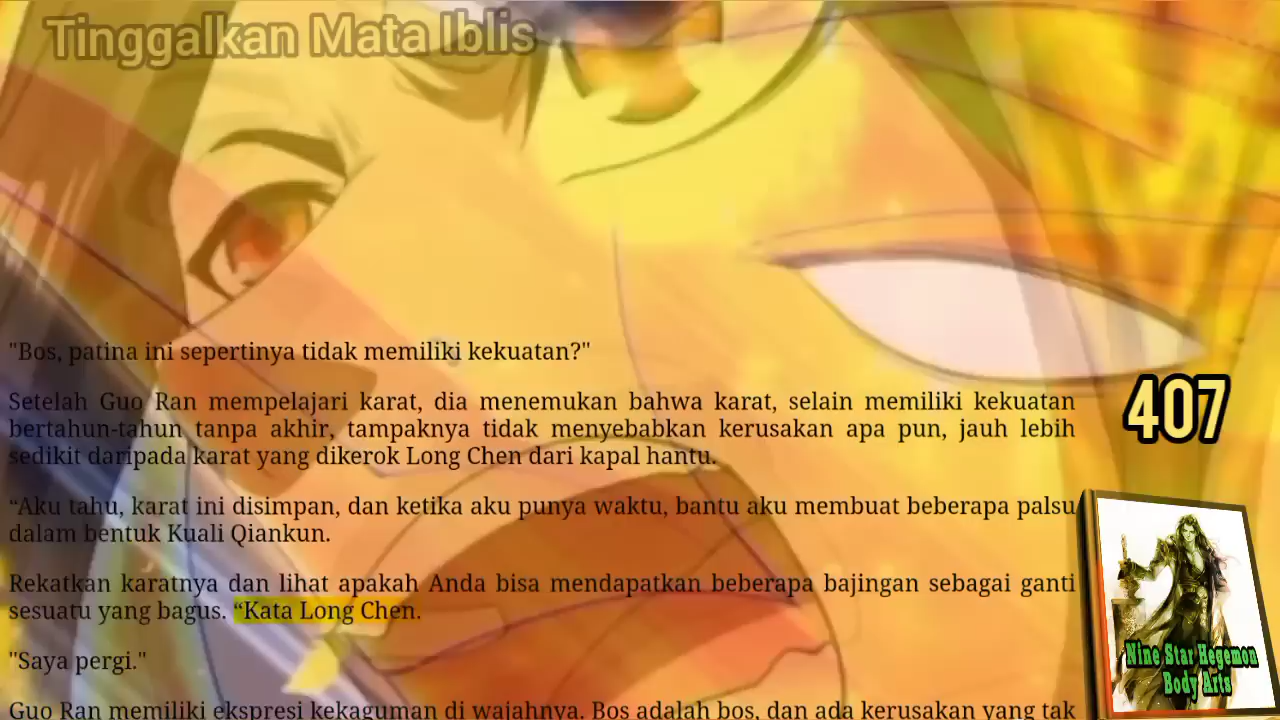 Tinggalkan Mata Iblis
"Bos, patina ini sepertinya tidak memiliki kekuatan?"
Setelah Guo Ran mempelajari karat, dia menemukan bahwa karat, selain memiliki kekuatan
bertahun-tahun tanpa akhir, tampaknya tidak menyebabkan kerusakan apa pun, jauh lebih
sedikit daripada karat yang dikerok Long Chen dari kapal hantu.
“Aku tahu, karat ini disimpan, dan ketika aku punya waktu, bantu aku membuat beberapa palsu
dalam bentuk Kuali Qiankun.
Rekatkan karatnya dan lihat apakah Anda bisa mendapatkan beberapa bajingan sebagai ganti
sesuatu yang bagus. “Kata Long Chen.
"Saya pergi."
Guo Ran memiliki ekspresi kekaguman di wajahnya. Bos adalah bos, dan ada kerusakan yang tak
407
Nine Star Hegemon
Body Arts